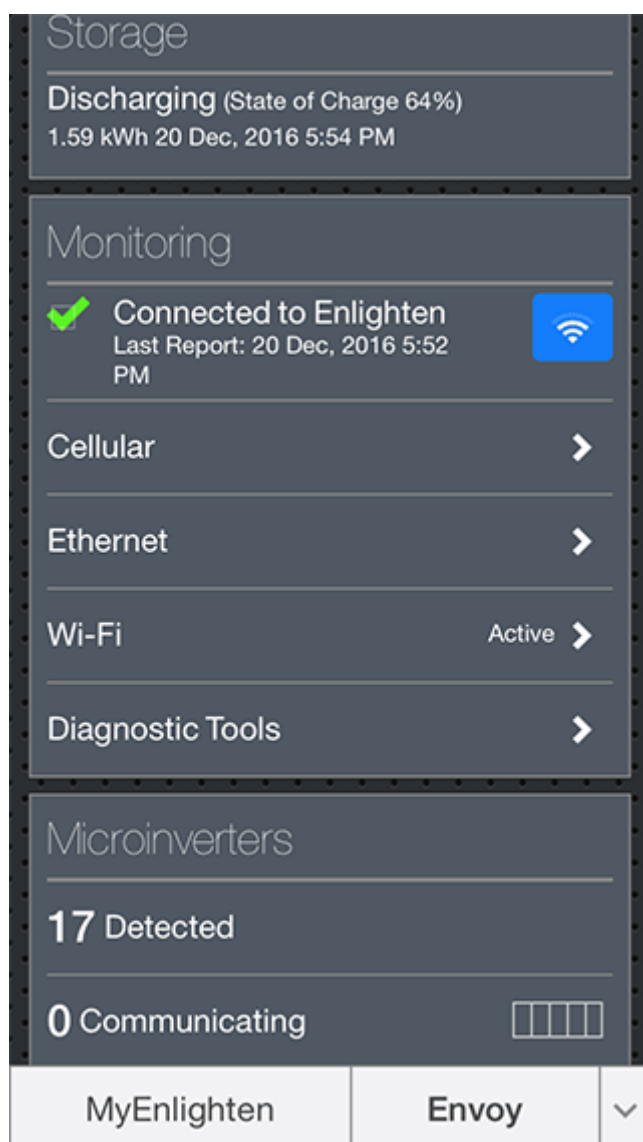 Storage
Discharging (State of Charge 64%)
1.59 kWh 20 Dec, 2016 5:54 PM
Monitoring
Connected to Enlighten
Last Report: 20 Dec, 2016 5:52
PM
Cellular
Ethernet
Wi-Fi Active
Diagnostic Tools
Microinverters
17 Detected
0 Communicating
MyEnlighten Envoy